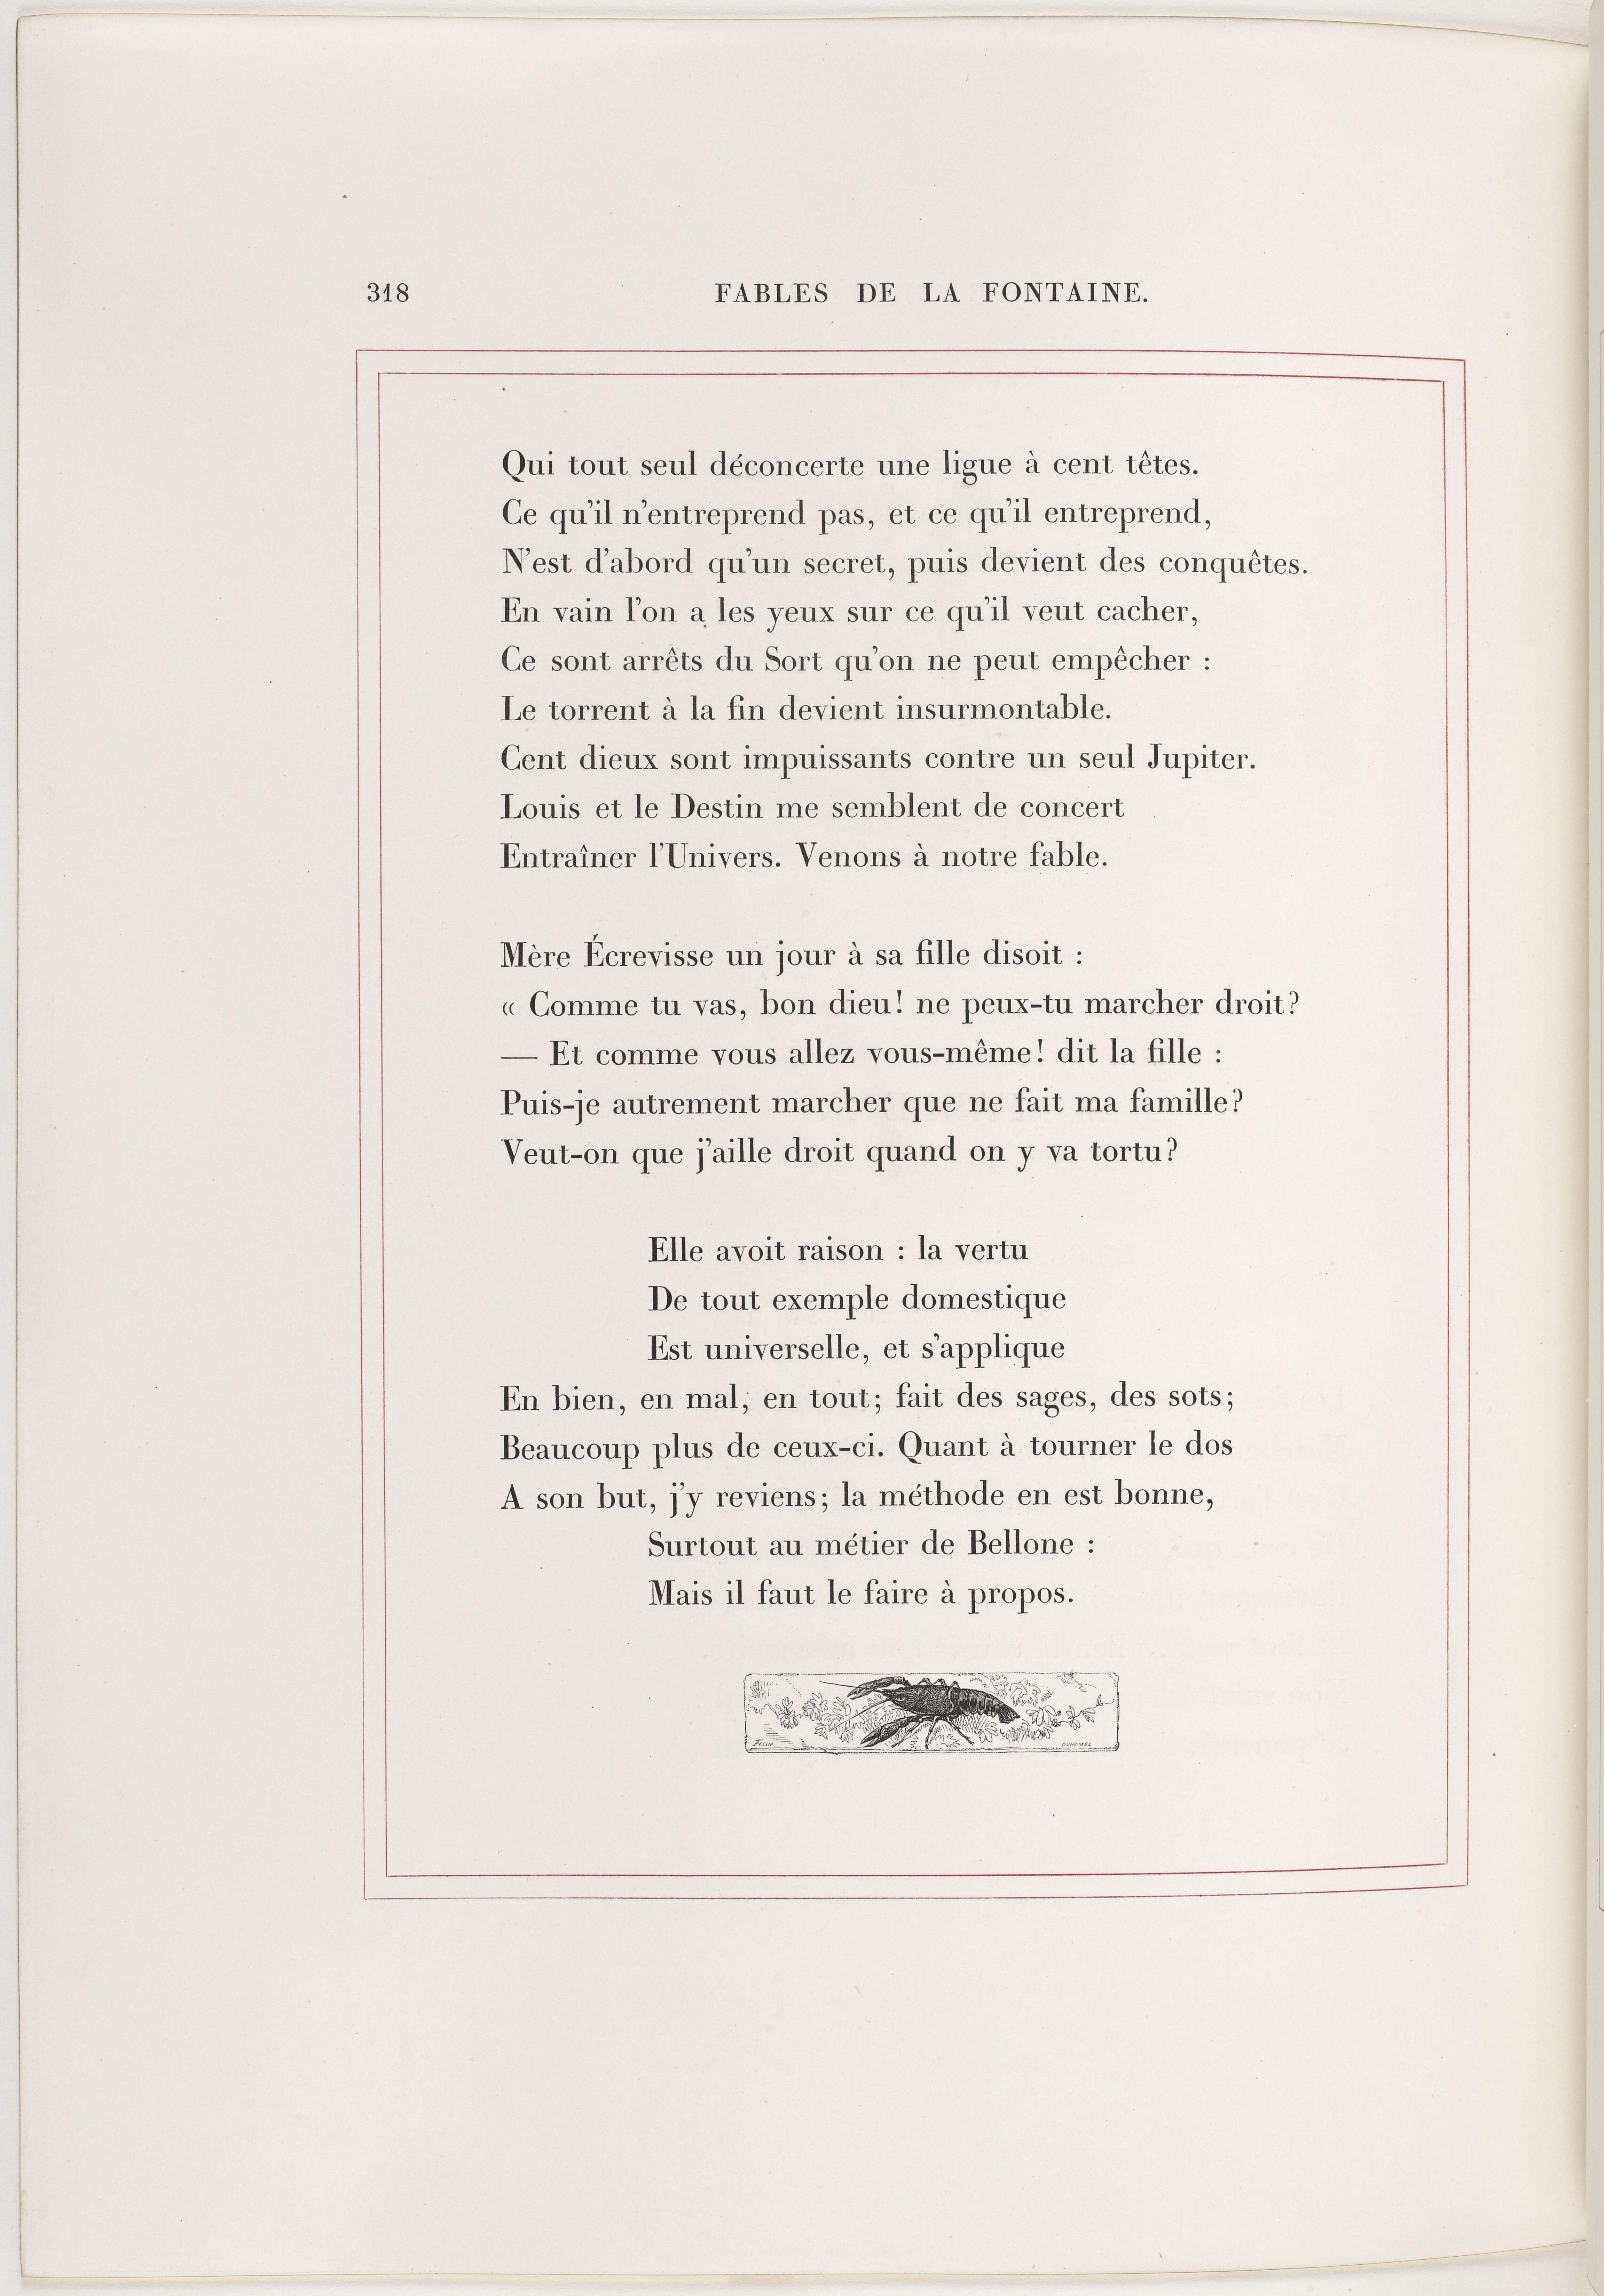 318 FABLES DE LA FONTAINE.
Qui tout seul déconcerte une ligue à cent têtes.
Ce qu'il n'entreprend pas, et ce qu'il entreprend,
N'est d'abord qu'un secret, puis devient des conquêtes.
En vain l'on a les yeux sur ce qu'il veut cacher,
Ce sont arrêts du Sort qu'on ne peut empêcher :
Le torrent à la fin devient insurmontable.
Cent dieux sont impuissants contre un seul Jupiter.
Louis et le Destin me semblent de concert
Entraîner l'Univers. Venons à notre fable.
Mère Écrevisse un jour à sa fille disoit :
« Comme tu vas, bon dieu! ne peux-tu marcher droit?
— Et comme vous allez vous-même! dit la fille :
Puis-je autrement marcher que ne fait ma famille?
Veut-on que j'aille droit quand on y va tortu?
Elle avoit raison : la vertu
De tout exemple domestique
Est universelle, et s'applique
En bien, en mal, en tout; fait des sages, des sots;
Beaucoup plus de ceux-ci. Quant à tourner le dos
A son but, j'y reviens; la méthode en est bonne,
Surtout au métier de Bellone :
Mais il faut le faire à propos.
DUHAMEL